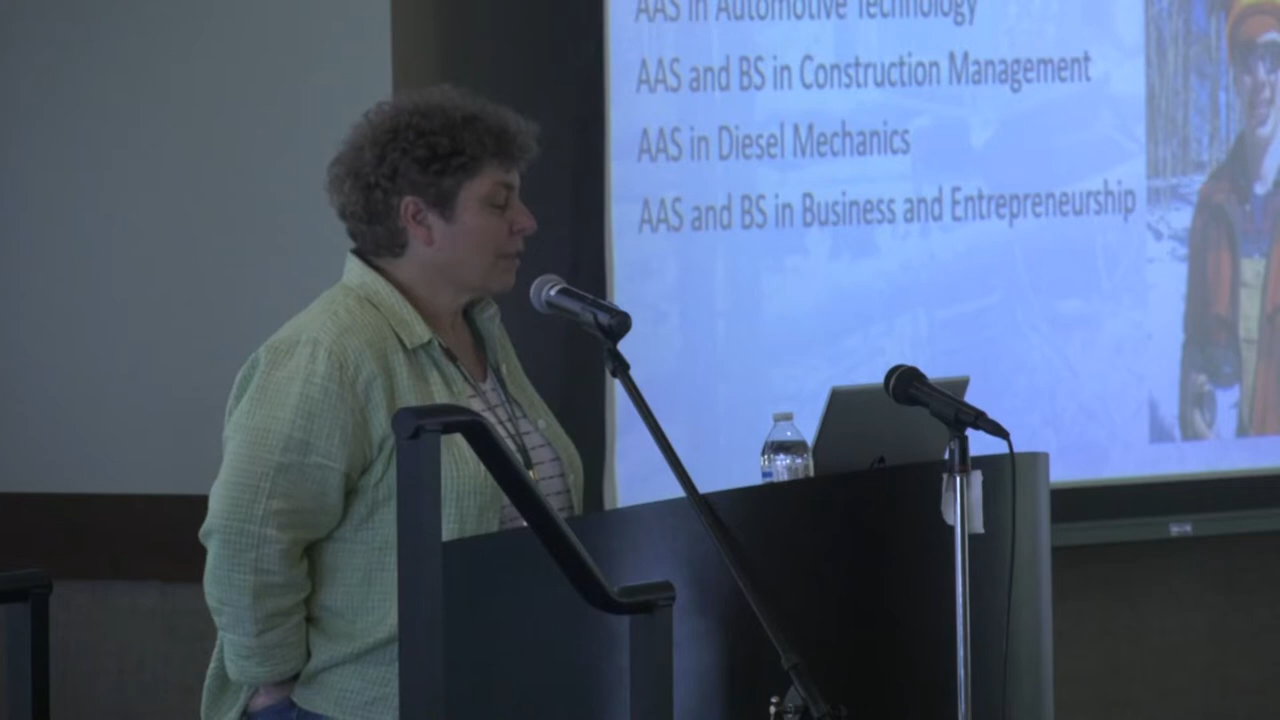 AAS in Automotive Technology
AAS and BS in Construction Management
AAS in Diesel Mechanics
AAS and BS in Business and Entrepreneurship